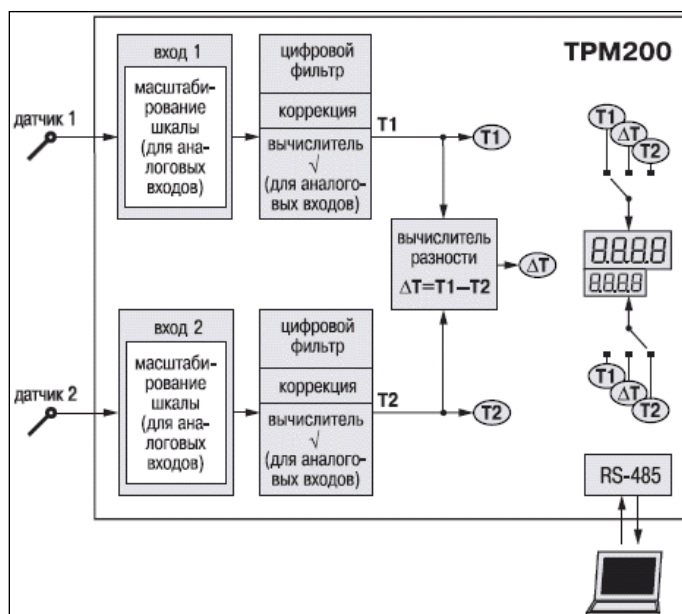 ТРМ200
датчик 1
вход 1
масштаби-
рование
шкалы
(для ана-
логовых
входов)
цифровой
фильтр
коррекция
вычислитель
√
(для аналого-
вых входов)
T1
T1
вычислитель
разности
ΔT=T1–T2
ΔT
датчик 2
вход 2
масштаби-
рование
шкалы
(для ана-
логовых
входов)
цифровой
фильтр
коррекция
вычислитель
√
(для аналого-
вых входов)
T2
T2
T1
ΔT
T2
8.8.8.8
8.8.8.8
T1
ΔT
T2
RS-485